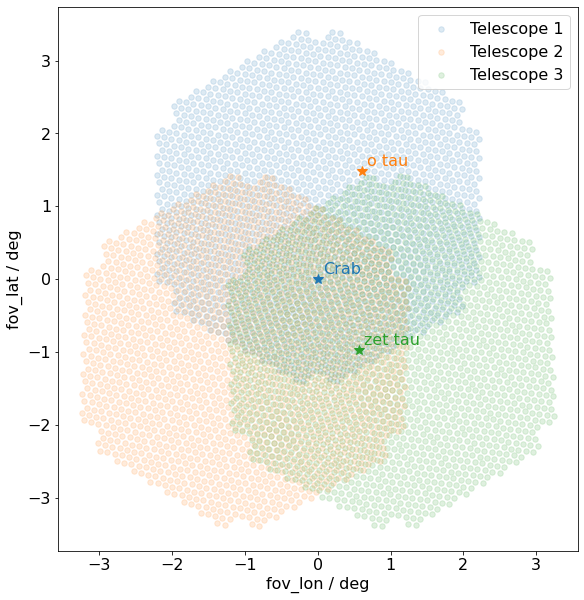 Telescope 1
Telescope 2
Telescope 3
o tau
Crab
zet tau
fov_lat / deg
3
2
1
0
−1
−2
−3
−3
−2
−1
0
1
2
3
fov_lon / deg